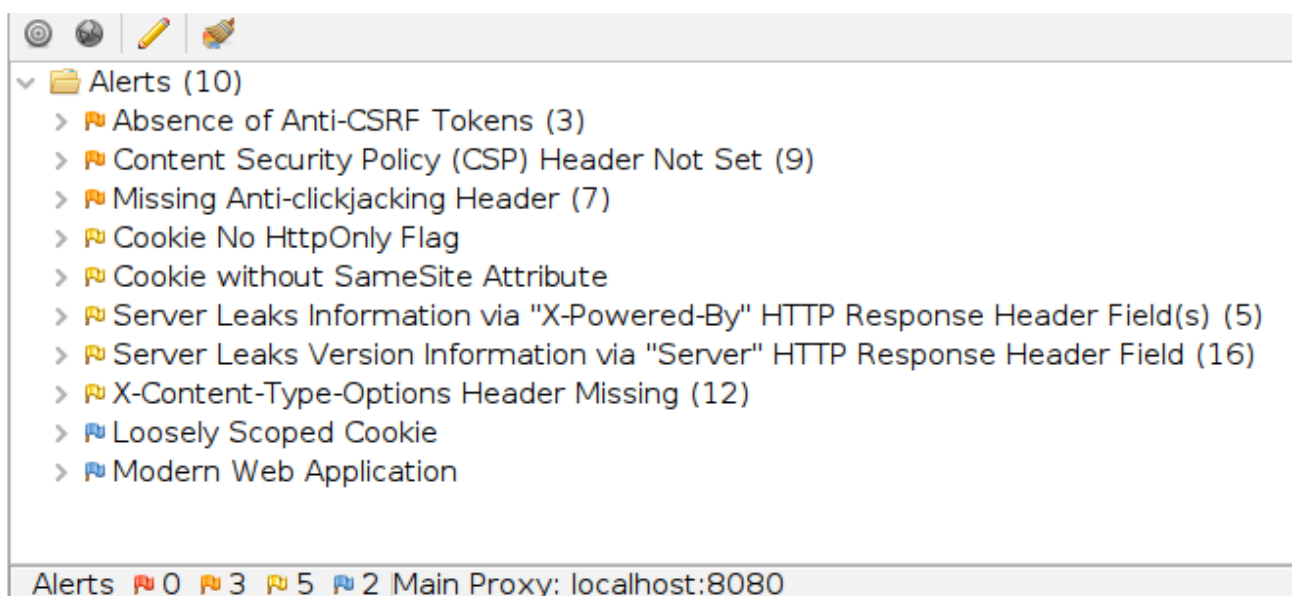 Alerts (10)
Absence of Anti-CSRF Tokens (3)
Content Security Policy (CSP) Header Not Set (9)
Missing Anti-clickjacking Header (7)
Cookie No HttpOnly Flag
Cookie without SameSite Attribute
Server Leaks Information via "X-Powered-By" HTTP Response Header Field(s) (5)
Server Leaks Version Information via "Server" HTTP Response Header Field (16)
X-Content-Type-Options Header Missing (12)
Loosely Scoped Cookie
Modern Web Application
Alerts 0 3 5 2 Main Proxy: localhost:8080